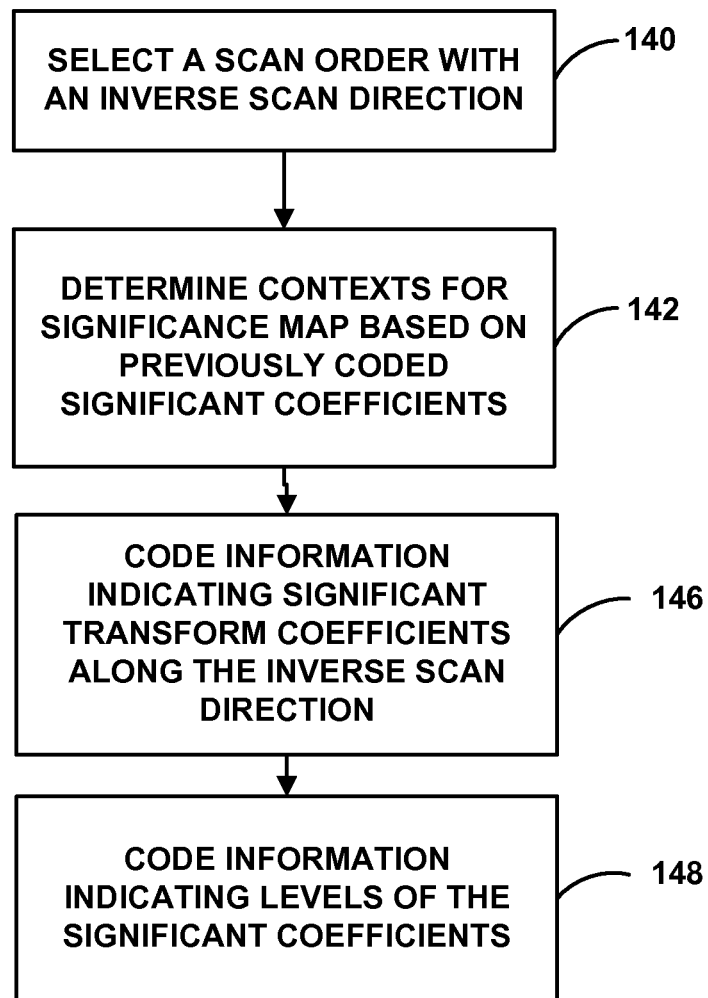 140
SELECT A SCAN ORDER WITH
AN INVERSE SCAN DIRECTION
DETERMINE CONTEXTS FOR
SIGNIFICANCE MAP BASED ON
PREVIOUSLY CODED
SIGNIFICANT COEFFICIENTS
142
CODE INFORMATION
INDICATING SIGNIFICANT
TRANSFORM COEFFICIENTS
ALONG THE INVERSE SCAN
DIRECTION
146
CODE INFORMATION
INDICATING LEVELS OF THE
SIGNIFICANT COEFFICIENTS
148